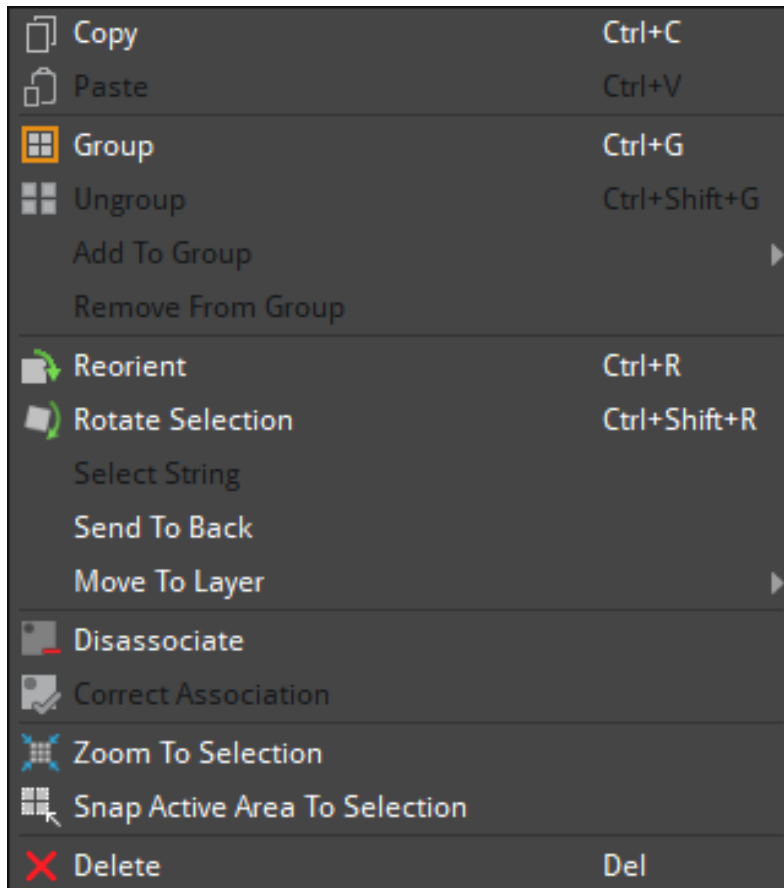 Copy Ctrl+C
Paste Ctrl+V
Group Ctrl+G
Ungroup Ctrl+Shift+G
Add To Group
Remove From Group
Reorient Ctrl+R
Rotate Selection Ctrl+Shift+R
Select String
Send To Back
Move To Layer
Disassociate
Correct Association
Zoom To Selection
Snap Active Area To Selection
Delete Del